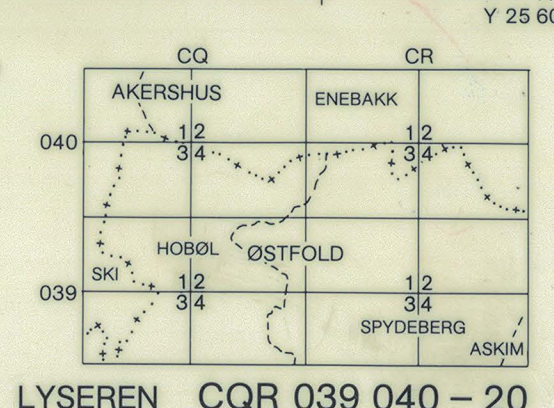 Y 25 60
CQ CR
AKERSHUS ENEBAKK
040 1 2 1 2
3 4 3 4
HOBØL ØSTFOLD
SKI
039 1 2 1 2
3 4 3 4
SPYDEBERG
ASKIM
LYSEREN CQR 039 040 – 20